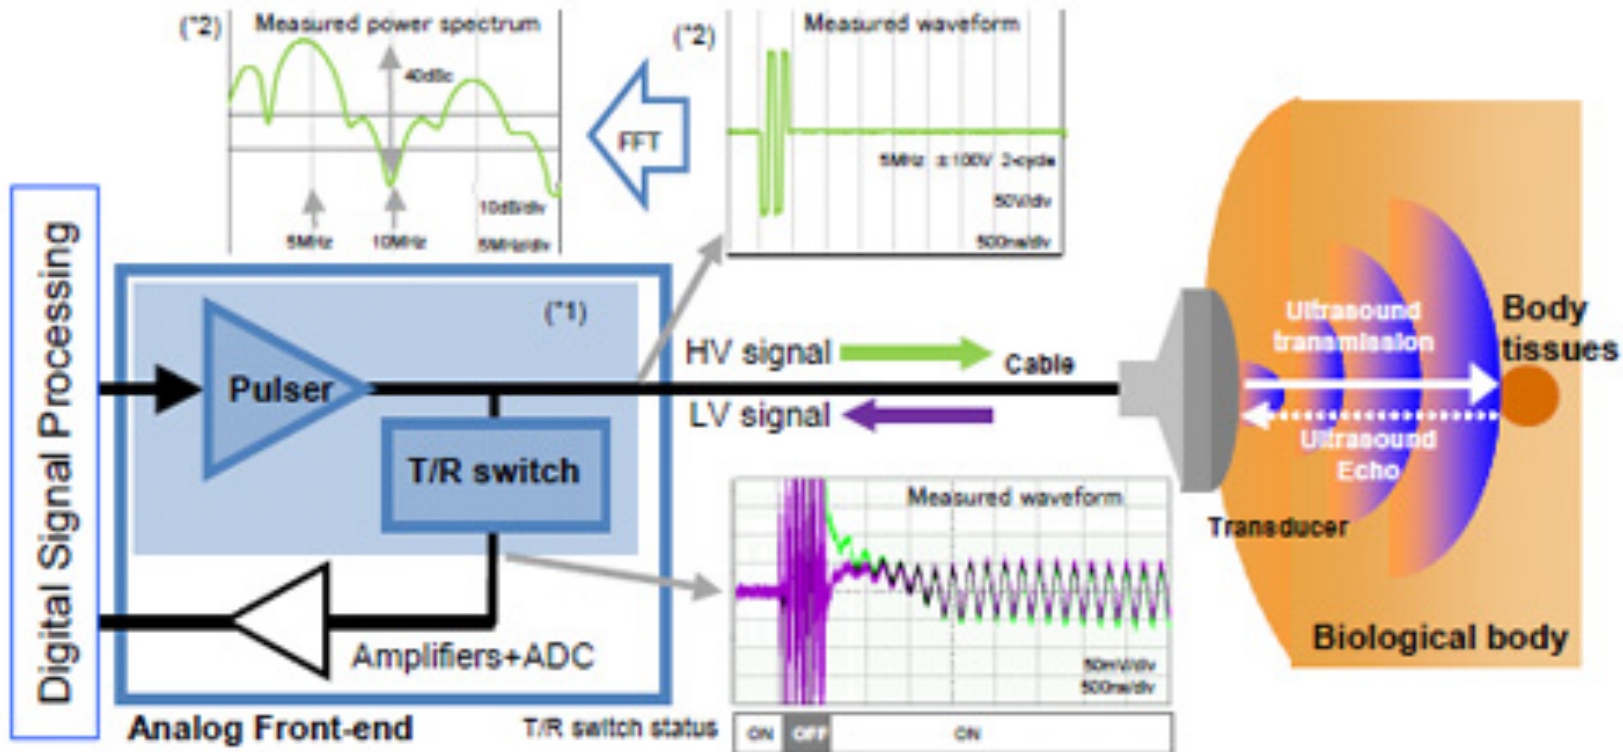 (*2)
Measured power spectrum
40dBc
10dB/div
5MHz
10MHz
5MHz/div
FFT
(*2)
Measured waveform
5MHz ±100V 2-cycle
50V/div
500ns/div
Digital Signal Processing
(*1)
Pulser
T/R switch
Amplifiers+ADC
Analog Front-end
HV signal
Cable
LV signal
Measured waveform
50mV/div
500ns/div
T/R switch status
ON
OFF
ON
Ultrasound
transmission
Ultrasound
Echo
Transducer
Body
tissues
Biological body